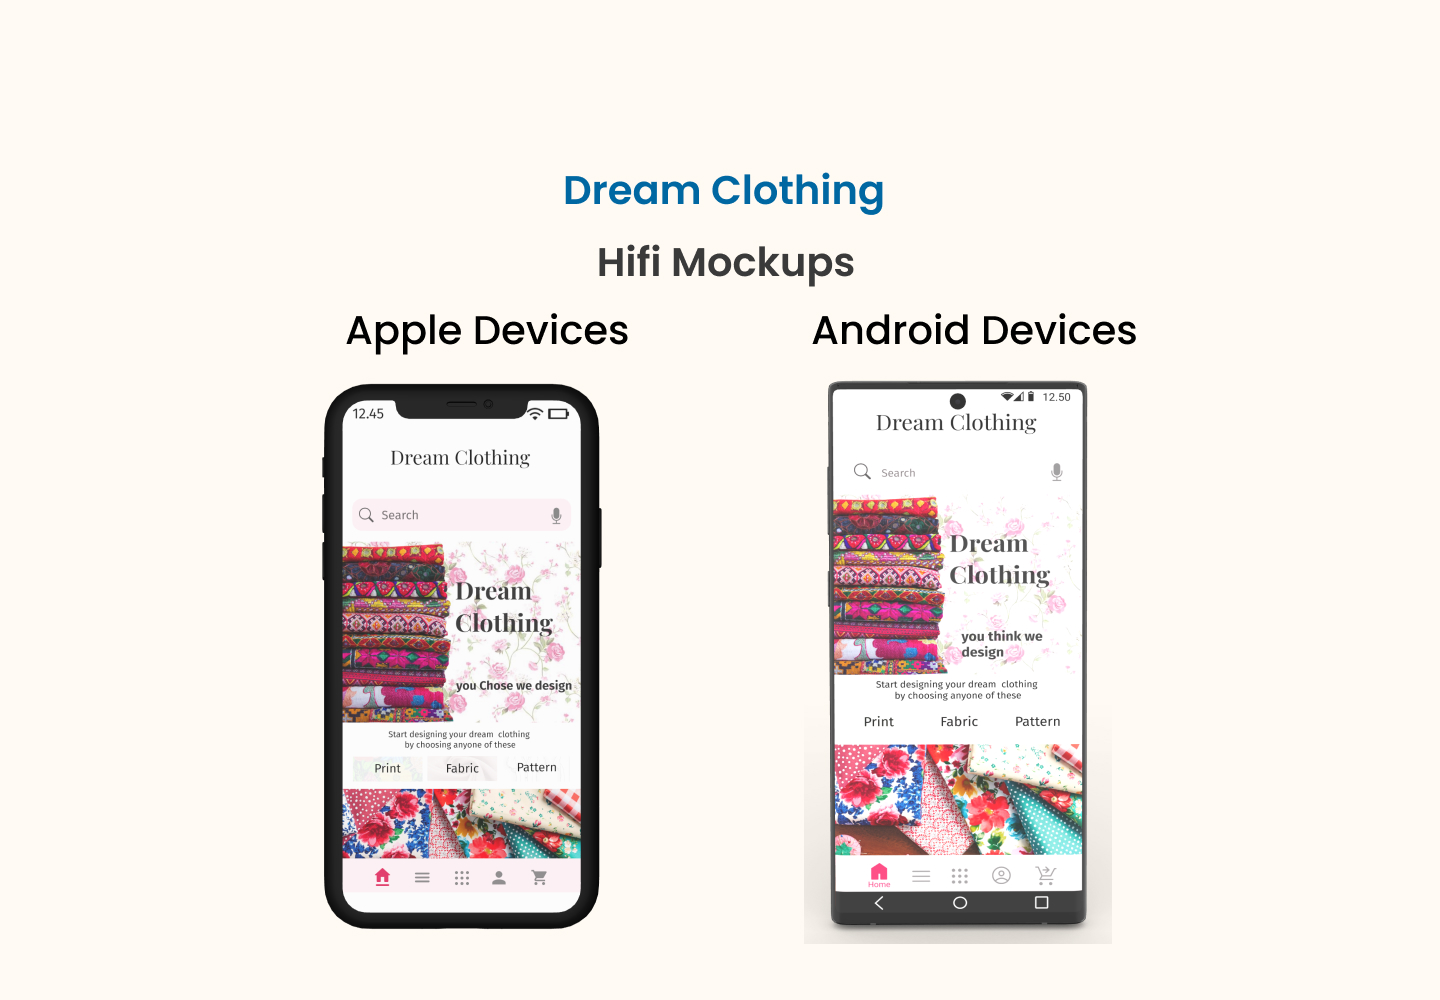 Dream Clothing
Hifi Mockups
Apple Devices
12.45
Dream Clothing
Search
Dream
Clothing
you Chose we design
Start designing your dream clothing
by choosing anyone of these
Print Fabric Pattern
Android Devices
12.50
Dream Clothing
Search
Dream
Clothing
you think we
design
Start designing your dream clothing
by choosing anyone of these
Print Fabric Pattern
Home